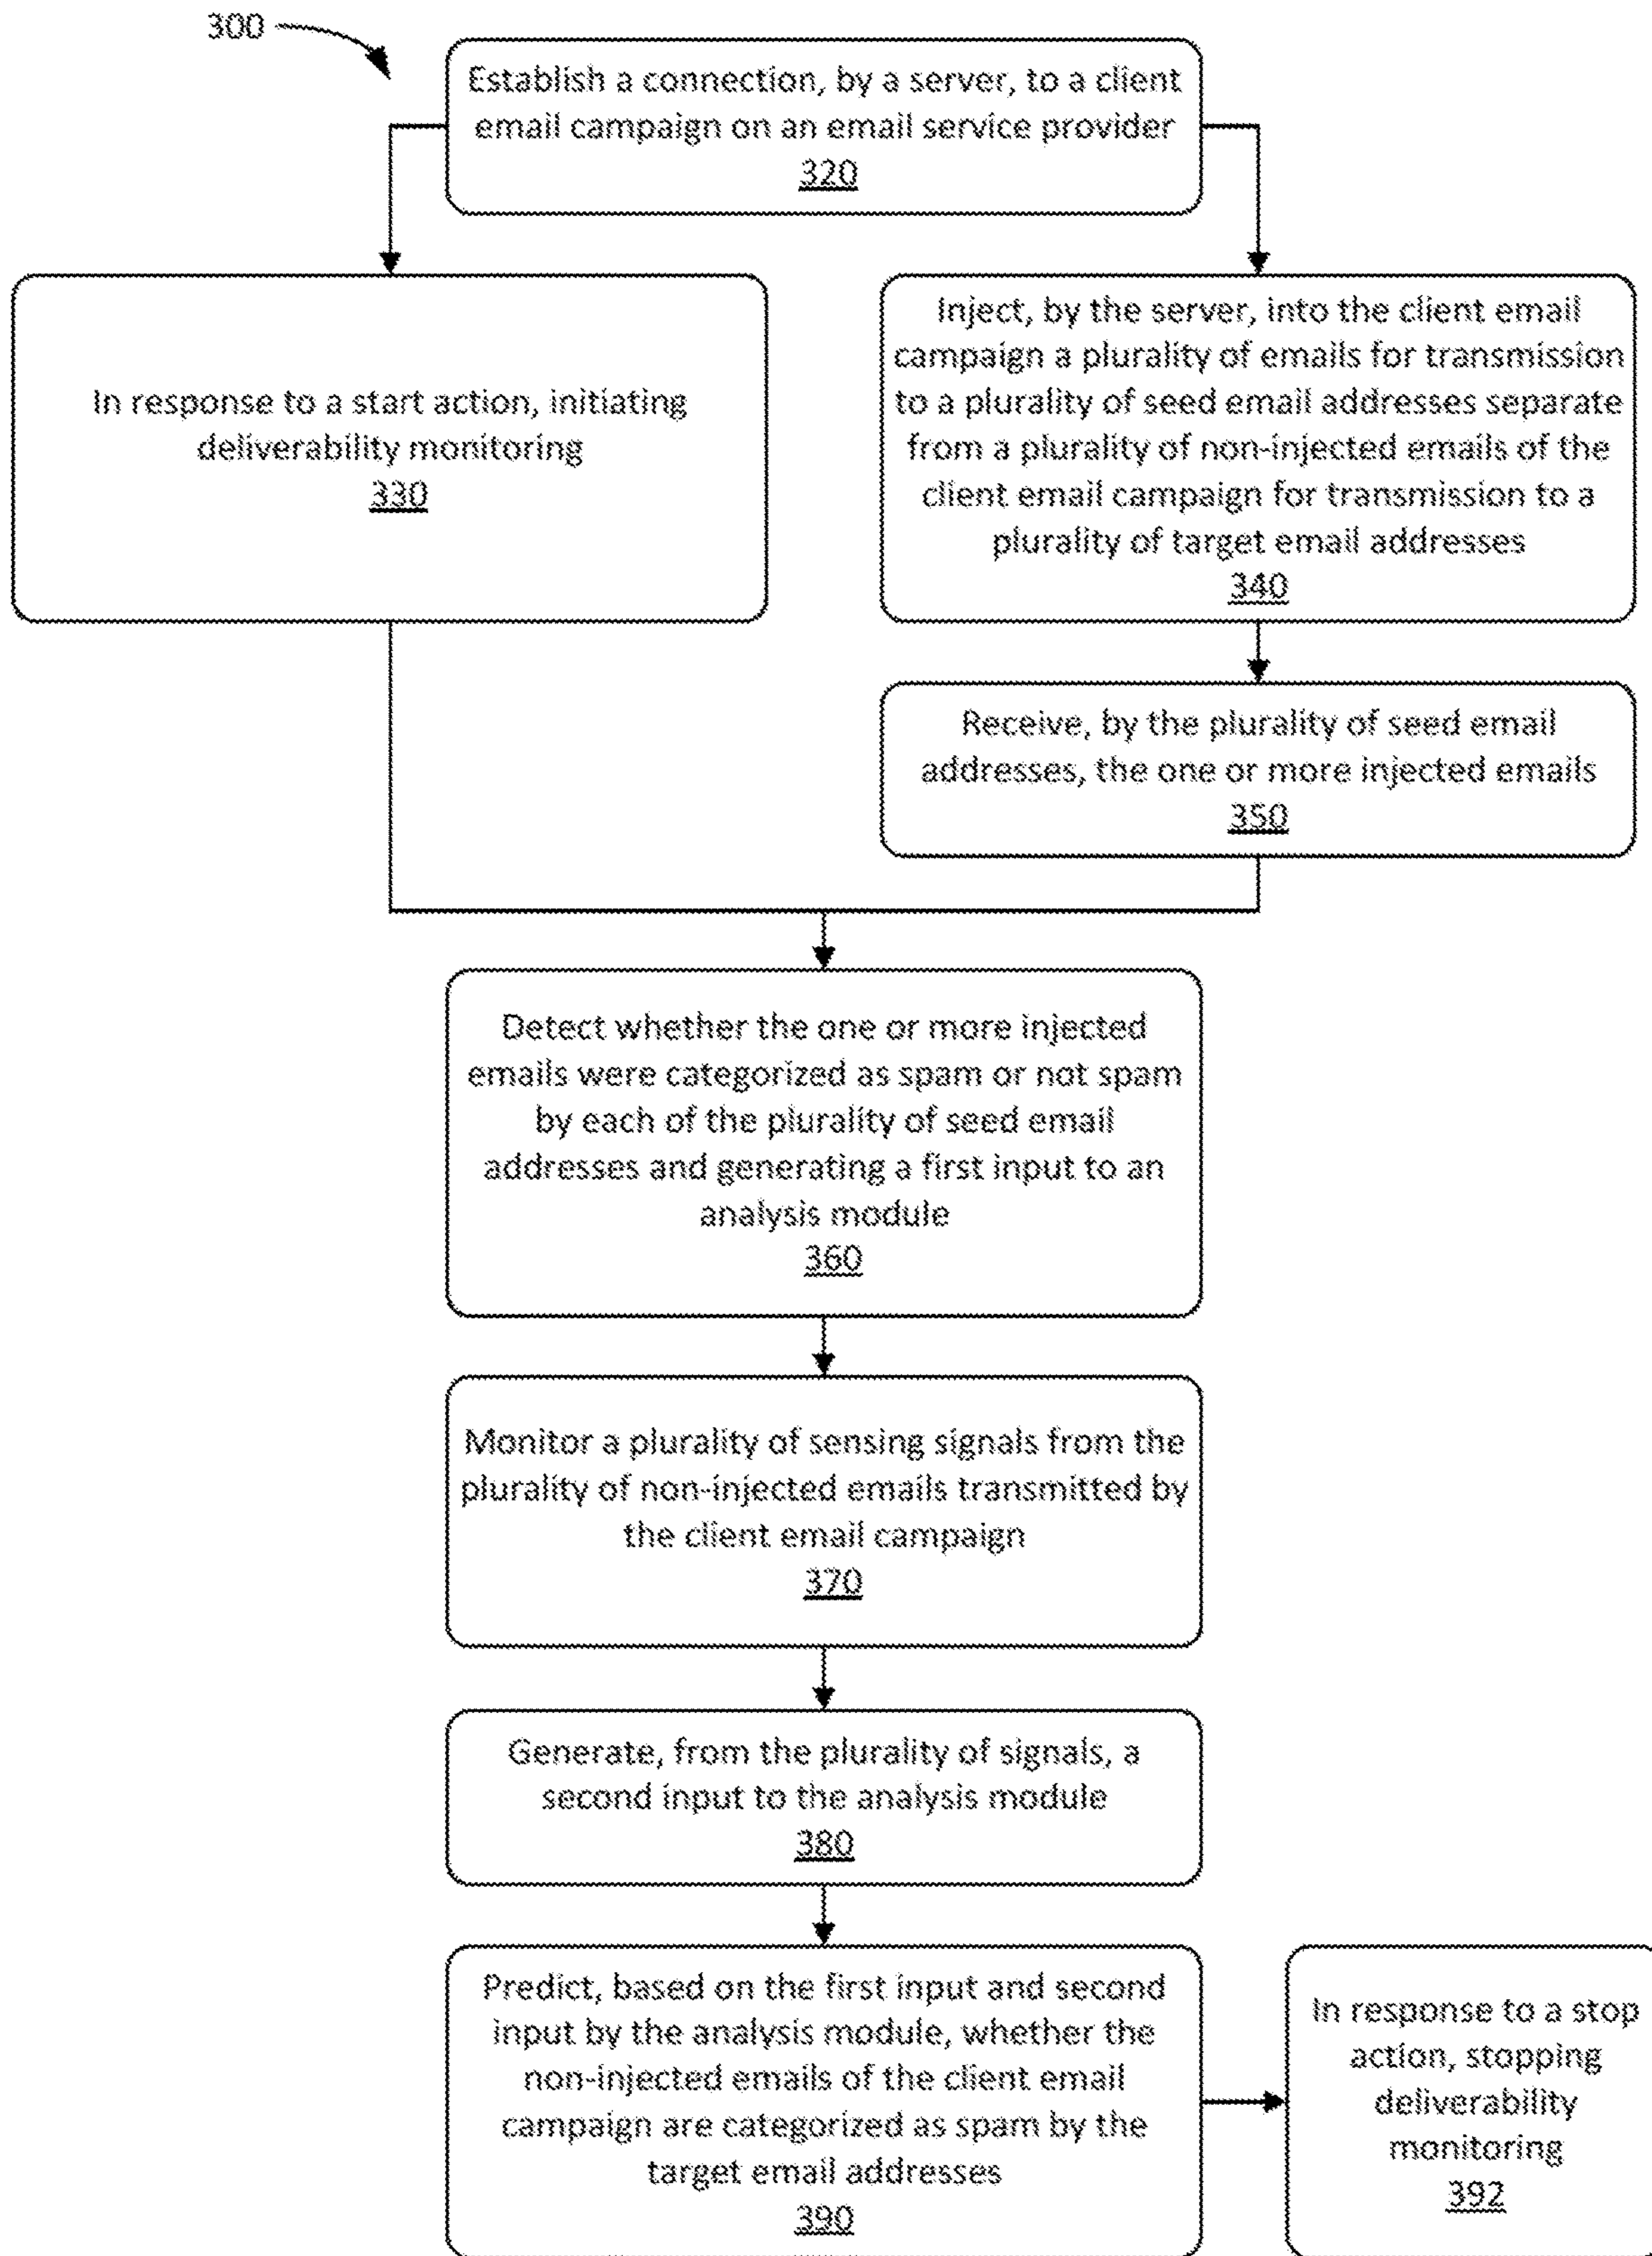 300
Establish a connection, by a server, to a client
email campaign on an email service provider
320
In response to a start action, initiating
deliverability monitoring
330
Inject, by the server, into the client email
campaign a plurality of emails for transmission
to a plurality of seed email addresses separate
from a plurality of non-injected emails of the
client email campaign for transmission to a
plurality of target email addresses
340
Receive, by the plurality of seed email
addresses, the one or more injected emails
350
Detect whether the one or more injected
emails were categorized as spam or not spam
by each of the plurality of seed email
addresses and generating a first input to an
analysis module
360
Monitor a plurality of sensing signals from the
plurality of non-injected emails transmitted by
the client email campaign
370
Generate, from the plurality of signals, a
second input to the analysis module
380
Predict, based on the first input and second
input by the analysis module, whether the
non-injected emails of the client email
campaign are categorized as spam by the
target email addresses
390
In response to a stop
action, stopping
deliverability
monitoring
392